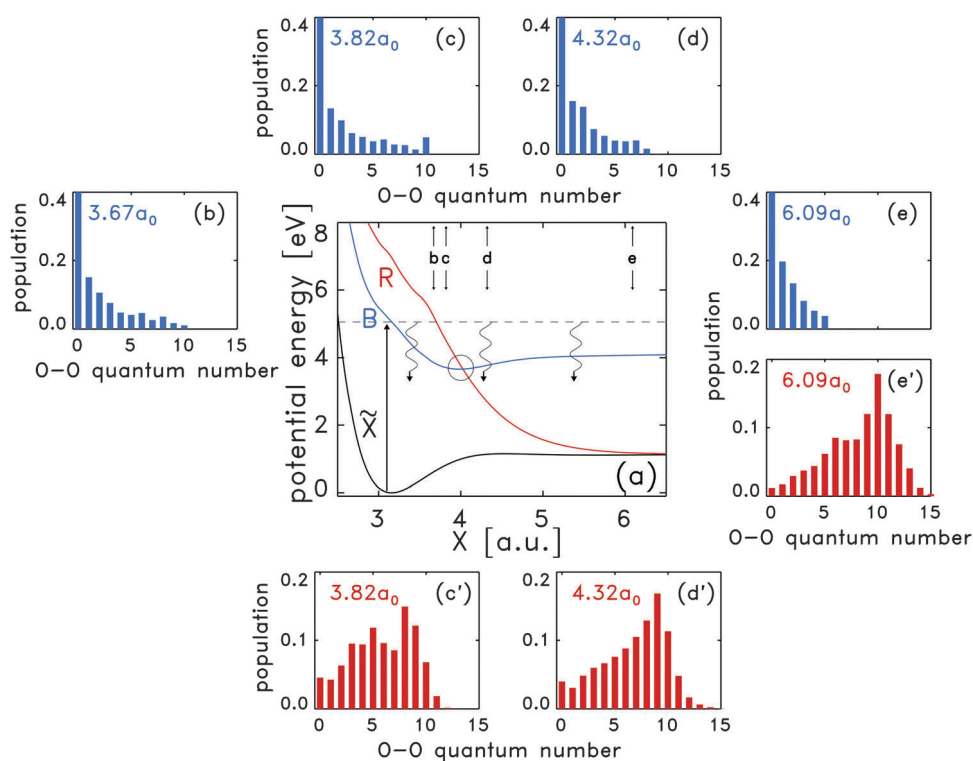 0.4
0.2
0.0
population
3.82a₀
(c)
0 5 10 15
O-O quantum number
0.4
0.2
0.0
population
4.32a₀
(d)
0 5 10 15
O-O quantum number
0.4
0.2
0.0
population
3.67a₀
(b)
0 5 10 15
O-O quantum number
8
6
4
2
0
potential energy [eV]
R
B
X̃
b c d e
(a)
3 4 5 6
X [a.u.]
0.4
0.2
0.0
population
6.09a₀
(e)
0.2
0.1
0.0
6.09a₀
(e')
0 5 10 15
O-O quantum number
0.2
0.1
0.0
population
3.82a₀
(c')
0 5 10 15
O-O quantum number
0.2
0.1
0.0
population
4.32a₀
(d')
0 5 10 15
O-O quantum number